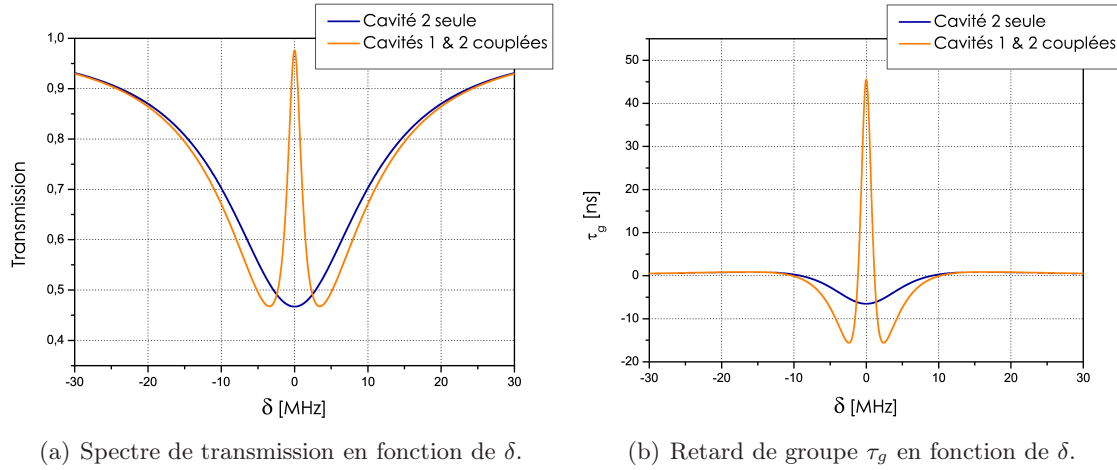 Cavité 2 seule
Cavités 1 & 2 couplées
1,0
0,9
0,8
0,7
0,6
0,5
0,4
Transmission
-30
-20
-10
0
10
20
30
δ [MHz]
(a) Spectre de transmission en fonction de δ.
Cavité 2 seule
Cavités 1 & 2 couplées
50
40
30
20
10
0
-10
-20
τg [ns]
-30
-20
-10
0
10
20
30
δ [MHz]
(b) Retard de groupe τg en fonction de δ.